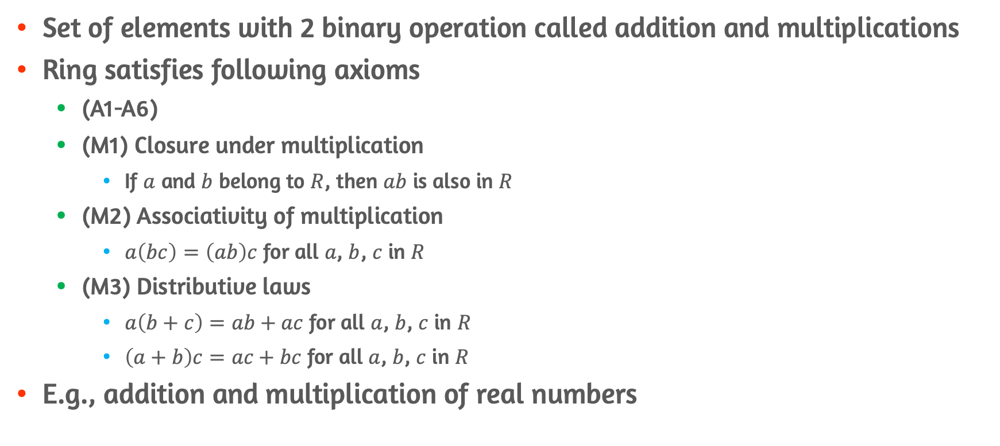 • Set of elements with 2 binary operation called addition and multiplications
• Ring satisfies following axioms
• (A1-A6)
• (M1) Closure under multiplication
• If a and b belong to R, then ab is also in R
• (M2) Associativity of multiplication
• a(bc) = (ab)c for all a, b, c in R
• (M3) Distributive laws
• a(b + c) = ab + ac for all a, b, c in R
• (a + b)c = ac + bc for all a, b, c in R
• E.g., addition and multiplication of real numbers